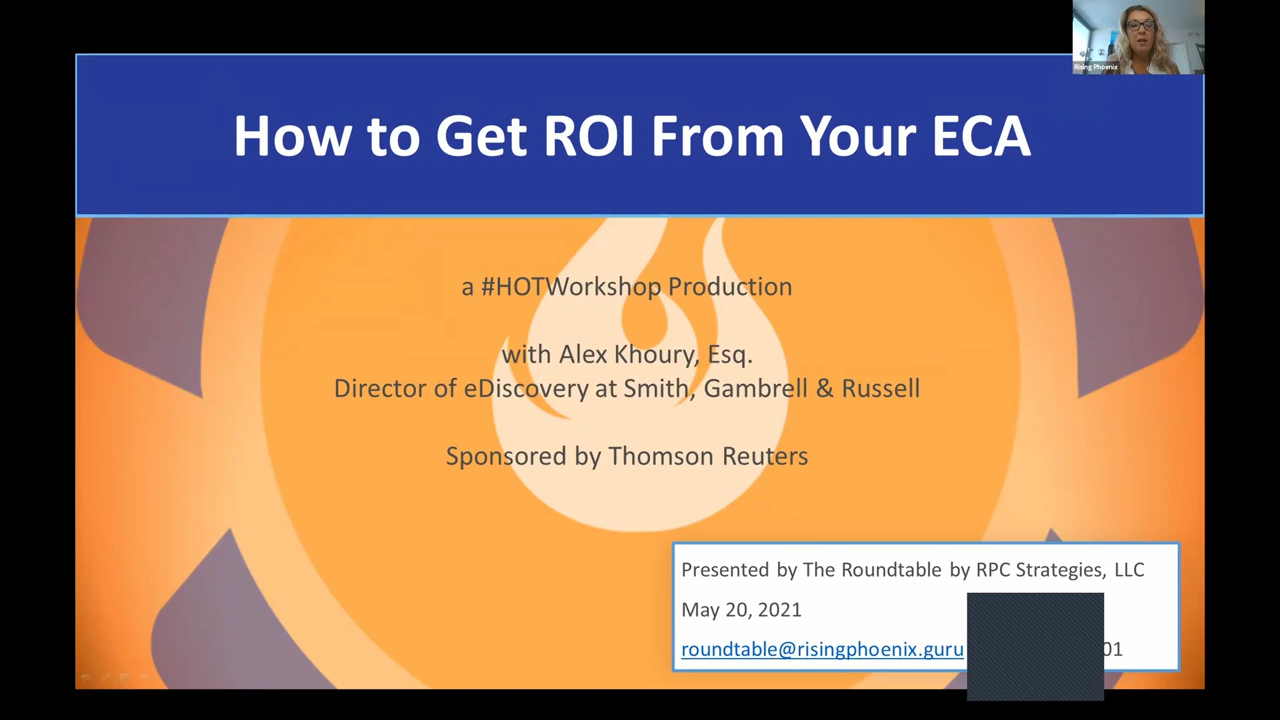 Rising Phoenix
How to Get ROI From Your ECA
a #HOTWorkshop Production
with Alex Khoury, Esq.
Director of eDiscovery at Smith, Gambrell & Russell
Sponsored by Thomson Reuters
Presented by The Roundtable by RPC Strategies, LLC
May 20, 2021
roundtable@risingphoenix.guru 01